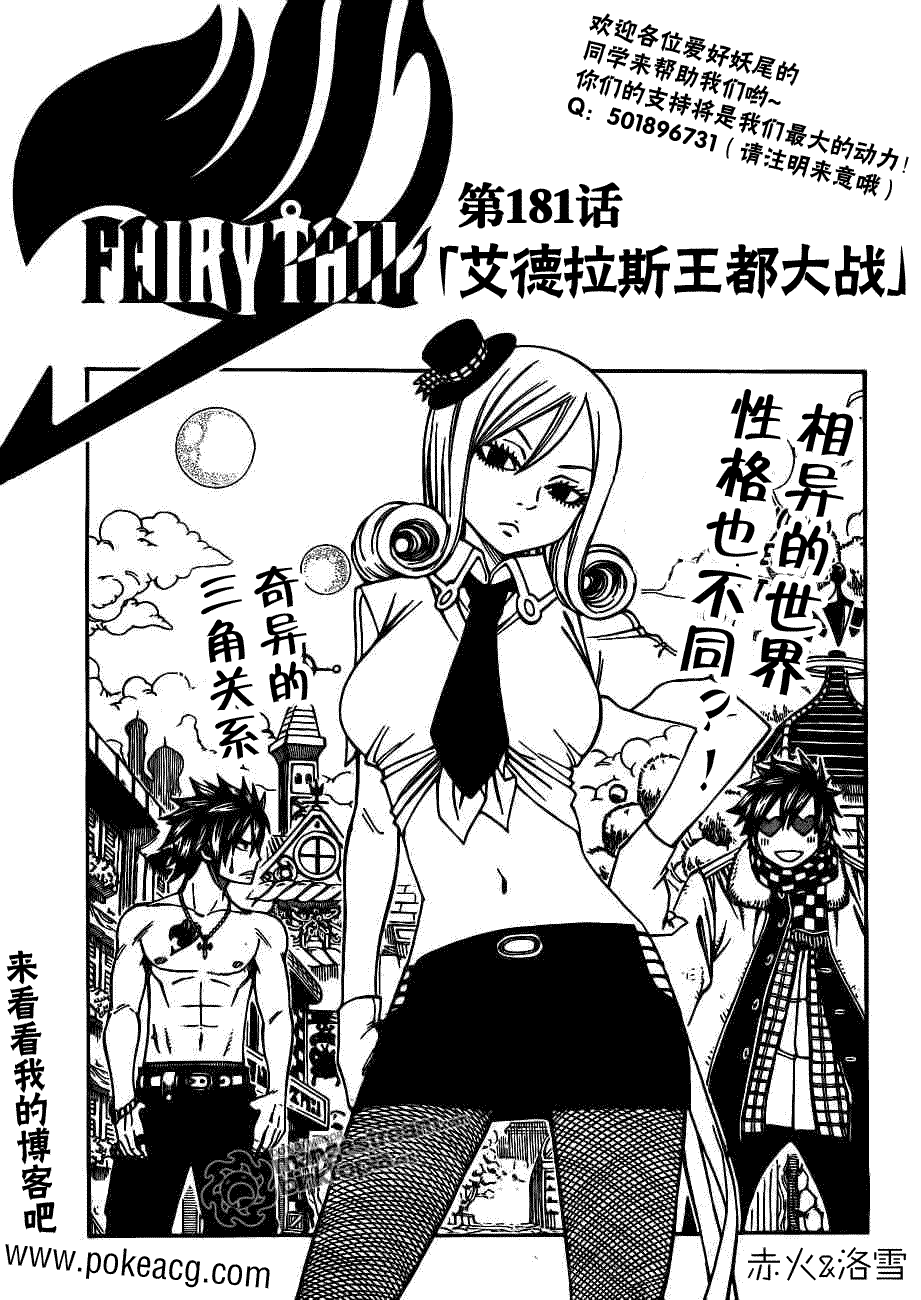 欢迎各位爱好妖尾的
同学来帮助我们哟~
你们的支持将是我们最大的动力!
Q: 501896731(请注明来意哦)
FAIRY TAIL
第181话
「艾德拉斯王都大战」
相异的世界
性格也不同?!
奇异的
三角关系
来看看我的博客吧
www.pokeacg.com
赤火&洛雪